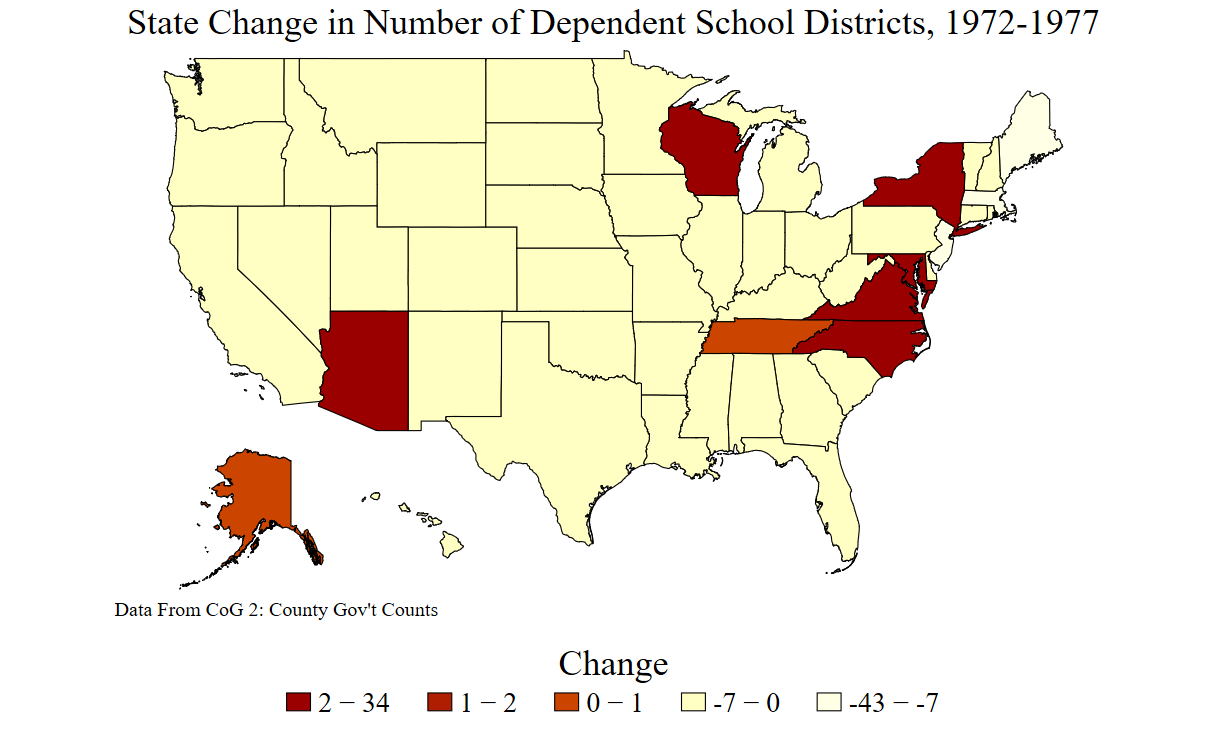 State Change in Number of Dependent School Districts, 1972-1977
Data From CoG 2: County Gov't Counts
Change
2 − 34
1 − 2
0 − 1
-7 − 0
-43 − -7